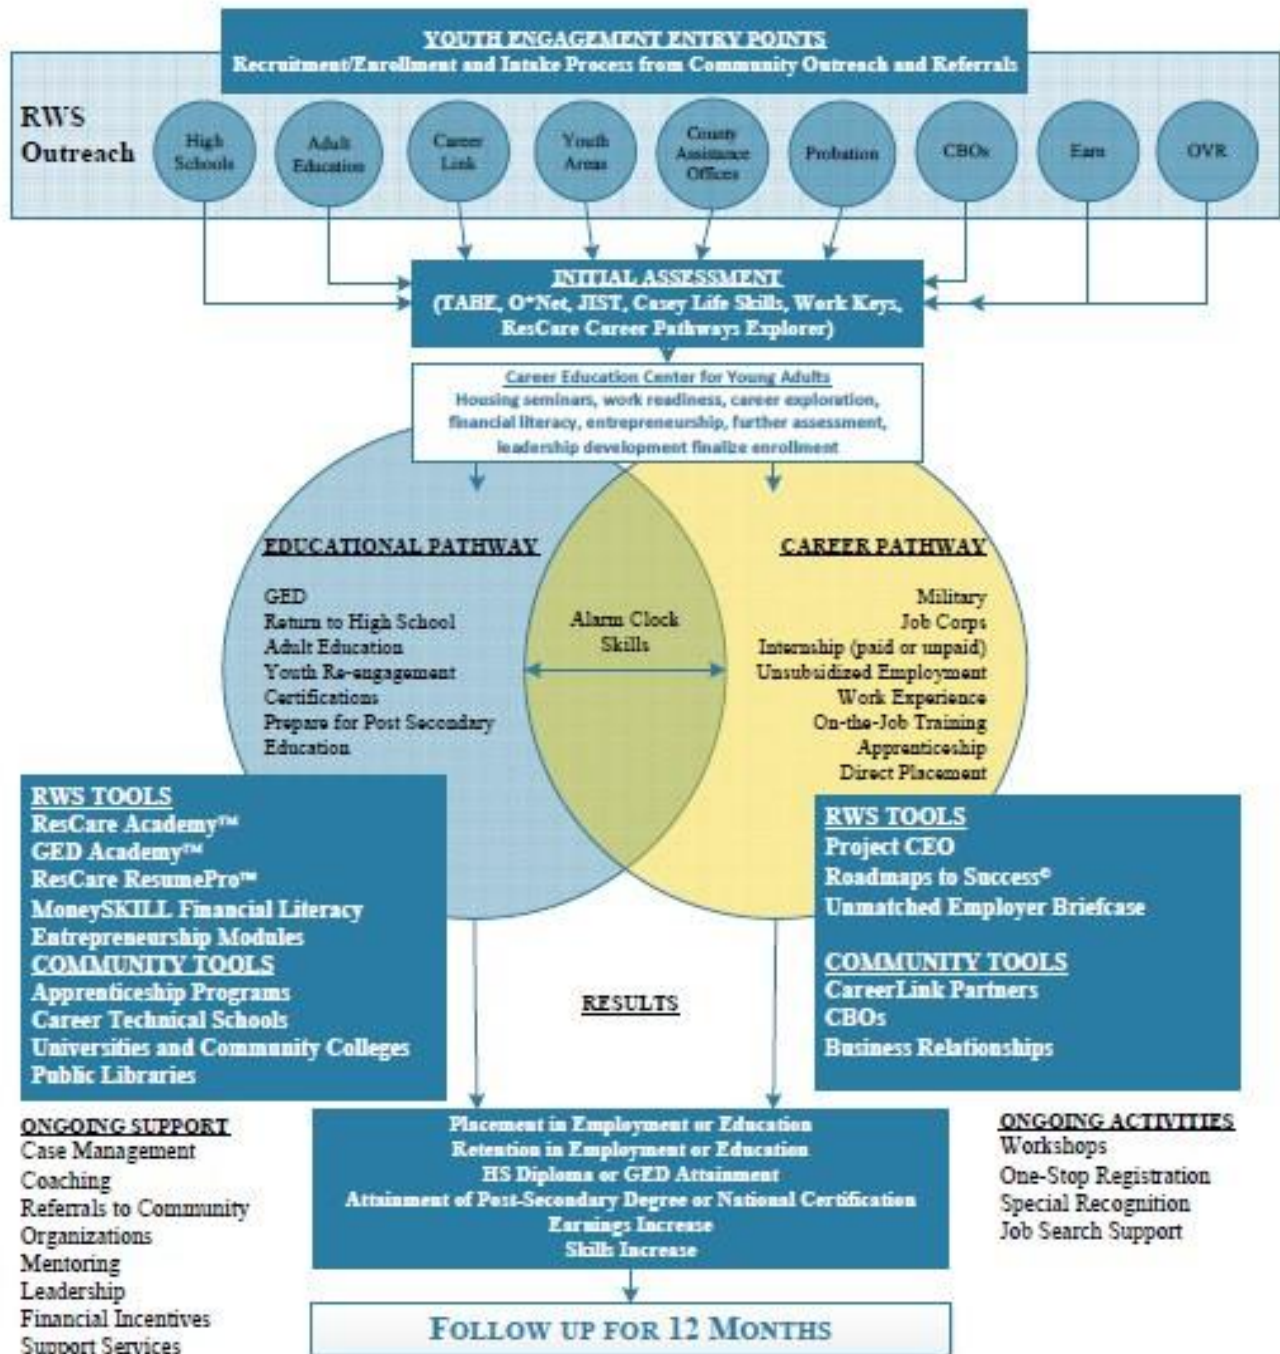 YOUTH ENGAGEMENT ENTRY POINTS
Recruitment/Enrollment and Intake Process from Community Outreach and Referrals
RWS
Outreach
High
Schools
Adult
Education
Career
Link
Youth
Areas
County
Assistance
Offices
Probation
CBOs
Earn
OVR
INITIAL ASSESSMENT
(TABE, O*Net, JIST, Casey Life Skills, Work Keys,
ResCare Career Pathways Explorer)
Career Education Center for Young Adults
Housing seminars, work readiness, career exploration,
financial literacy, entrepreneurship, further assessment,
leadership development finalize enrollment
EDUCATIONAL PATHWAY
GED
Return to High School
Adult Education
Youth Re-engagement
Certifications
Prepare for Post Secondary
Education
Alarm Clock
Skills
CAREER PATHWAY
Military
Job Corps
Internship (paid or unpaid)
Unsubsidized Employment
Work Experience
On-the-Job Training
Apprenticeship
Direct Placement
RWS TOOLS
ResCare Academy™
GED Academy™
ResCare ResumePro™
MoneySKILL Financial Literacy
Entrepreneurship Modules
COMMUNITY TOOLS
Apprenticeship Programs
Career Technical Schools
Universities and Community Colleges
Public Libraries
RWS TOOLS
Project CEO
Roadmaps to Success©
Unmatched Employer Briefcase
COMMUNITY TOOLS
CareerLink Partners
CBOs
Business Relationships
RESULTS
ONGOING SUPPORT
Case Management
Coaching
Referrals to Community
Organizations
Mentoring
Leadership
Financial Incentives
Support Services
Placement in Employment or Education
Retention in Employment or Education
HS Diploma or GED Attainment
Attainment of Post-Secondary Degree or National Certification
Earnings Increase
Skills Increase
ONGOING ACTIVITIES
Workshops
One-Stop Registration
Special Recognition
Job Search Support
FOLLOW UP FOR 12 MONTHS